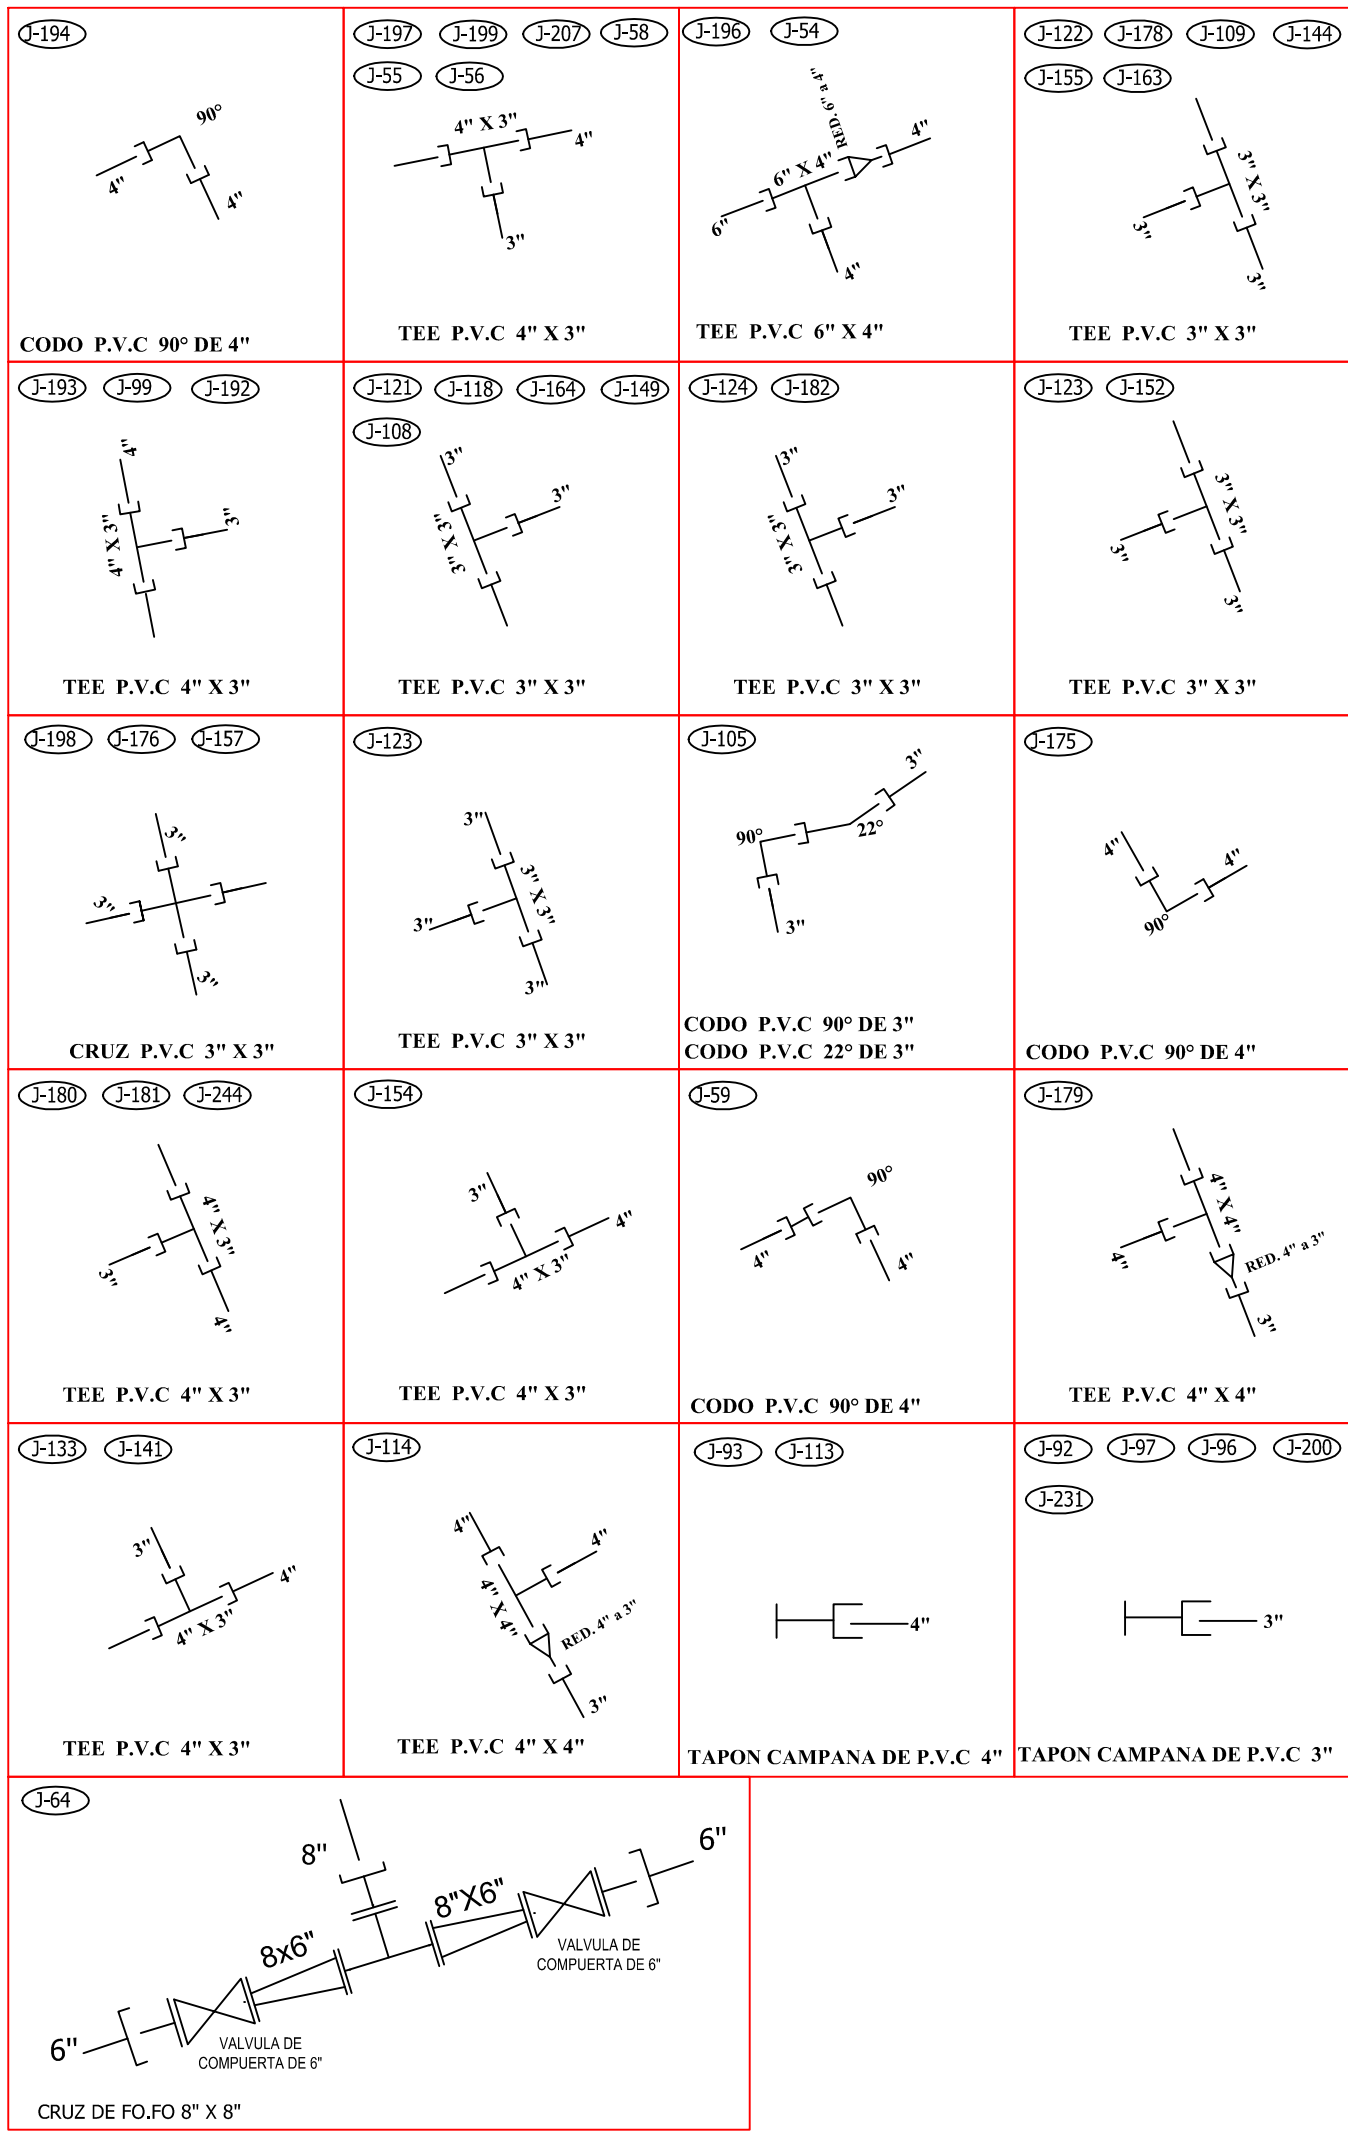 J-194
90°
4"
4"
CODO P.V.C 90° DE 4"
J-197 J-199 J-207 J-58
J-55 J-56
4" X 3"
4"
3"
TEE P.V.C 4" X 3"
J-196 J-54
RED. 6" a 4"
4"
6" X 4"
6"
4"
TEE P.V.C 6" X 4"
J-122 J-178 J-109 J-144
J-155 J-163
3" X 3"
3"
3"
TEE P.V.C 3" X 3"
J-193 J-99 J-192
4"
4" X 3"
3"
TEE P.V.C 4" X 3"
J-121 J-118 J-164 J-149
J-108
3"
3"
3" X 3"
TEE P.V.C 3" X 3"
J-124 J-182
3"
3"
3" X 3"
TEE P.V.C 3" X 3"
J-123 J-152
3" X 3"
3"
3"
TEE P.V.C 3" X 3"
J-198 J-176 J-157
3"
3"
3"
CRUZ P.V.C 3" X 3"
J-123
3"
3" X 3"
3"
3"
TEE P.V.C 3" X 3"
J-105
3"
90°
22°
3"
CODO P.V.C 90° DE 3"
CODO P.V.C 22° DE 3"
J-175
4"
4"
90°
CODO P.V.C 90° DE 4"
J-180 J-181 J-244
4" X 3"
3"
4"
TEE P.V.C 4" X 3"
J-154
3"
4"
4" X 3"
TEE P.V.C 4" X 3"
J-59
90°
4"
4"
CODO P.V.C 90° DE 4"
J-179
4" X 4"
4"
RED. 4" a 3"
3"
TEE P.V.C 4" X 4"
J-133 J-141
3"
4"
4" X 3"
TEE P.V.C 4" X 3"
J-114
4"
4"
4" X 4"
RED. 4" a 3"
3"
TEE P.V.C 4" X 4"
J-93 J-113
4"
TAPON CAMPANA DE P.V.C 4"
J-92 J-97 J-96 J-200
J-231
3"
TAPON CAMPANA DE P.V.C 3"
J-64
8"
6"
8"X6"
8x6"
VALVULA DE
COMPUERTA DE 6"
6"
VALVULA DE
COMPUERTA DE 6"
CRUZ DE FO.FO 8" X 8"